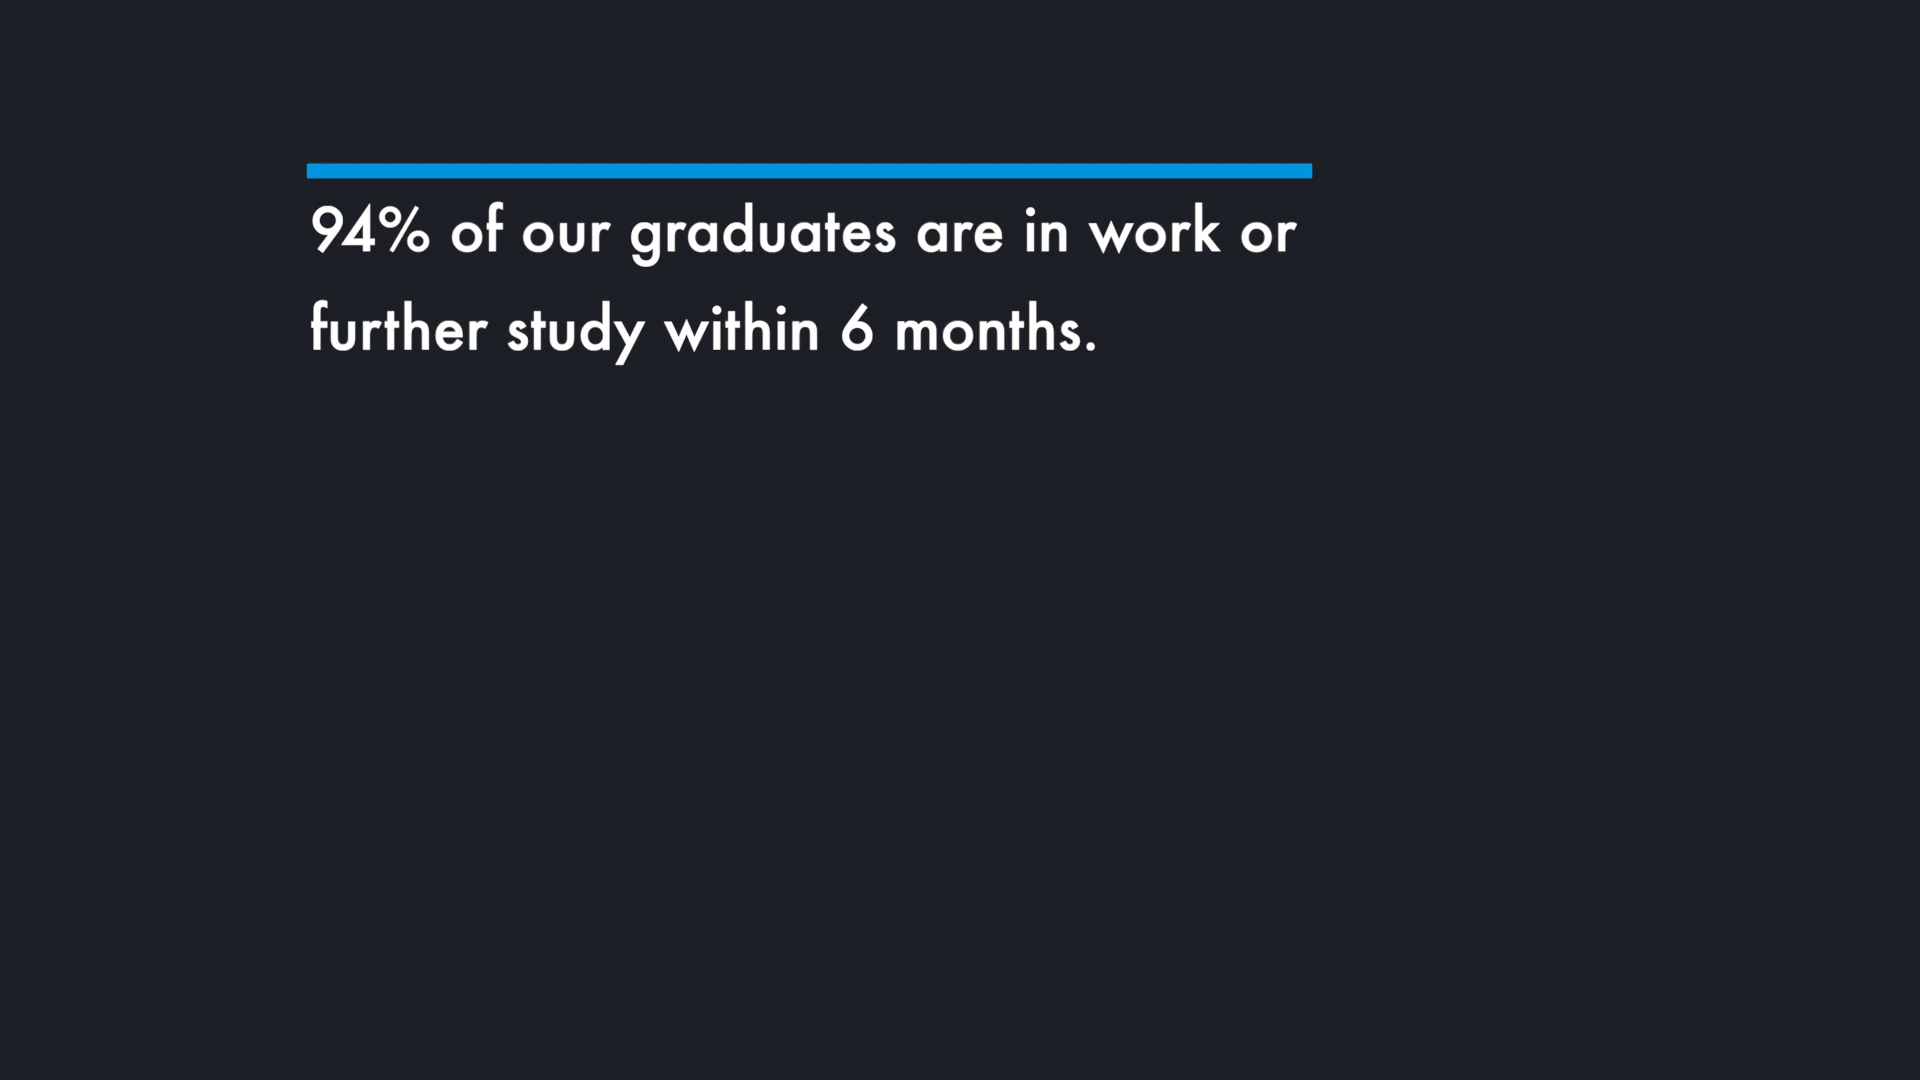 94% of our graduates are in work or
further study within 6 months.